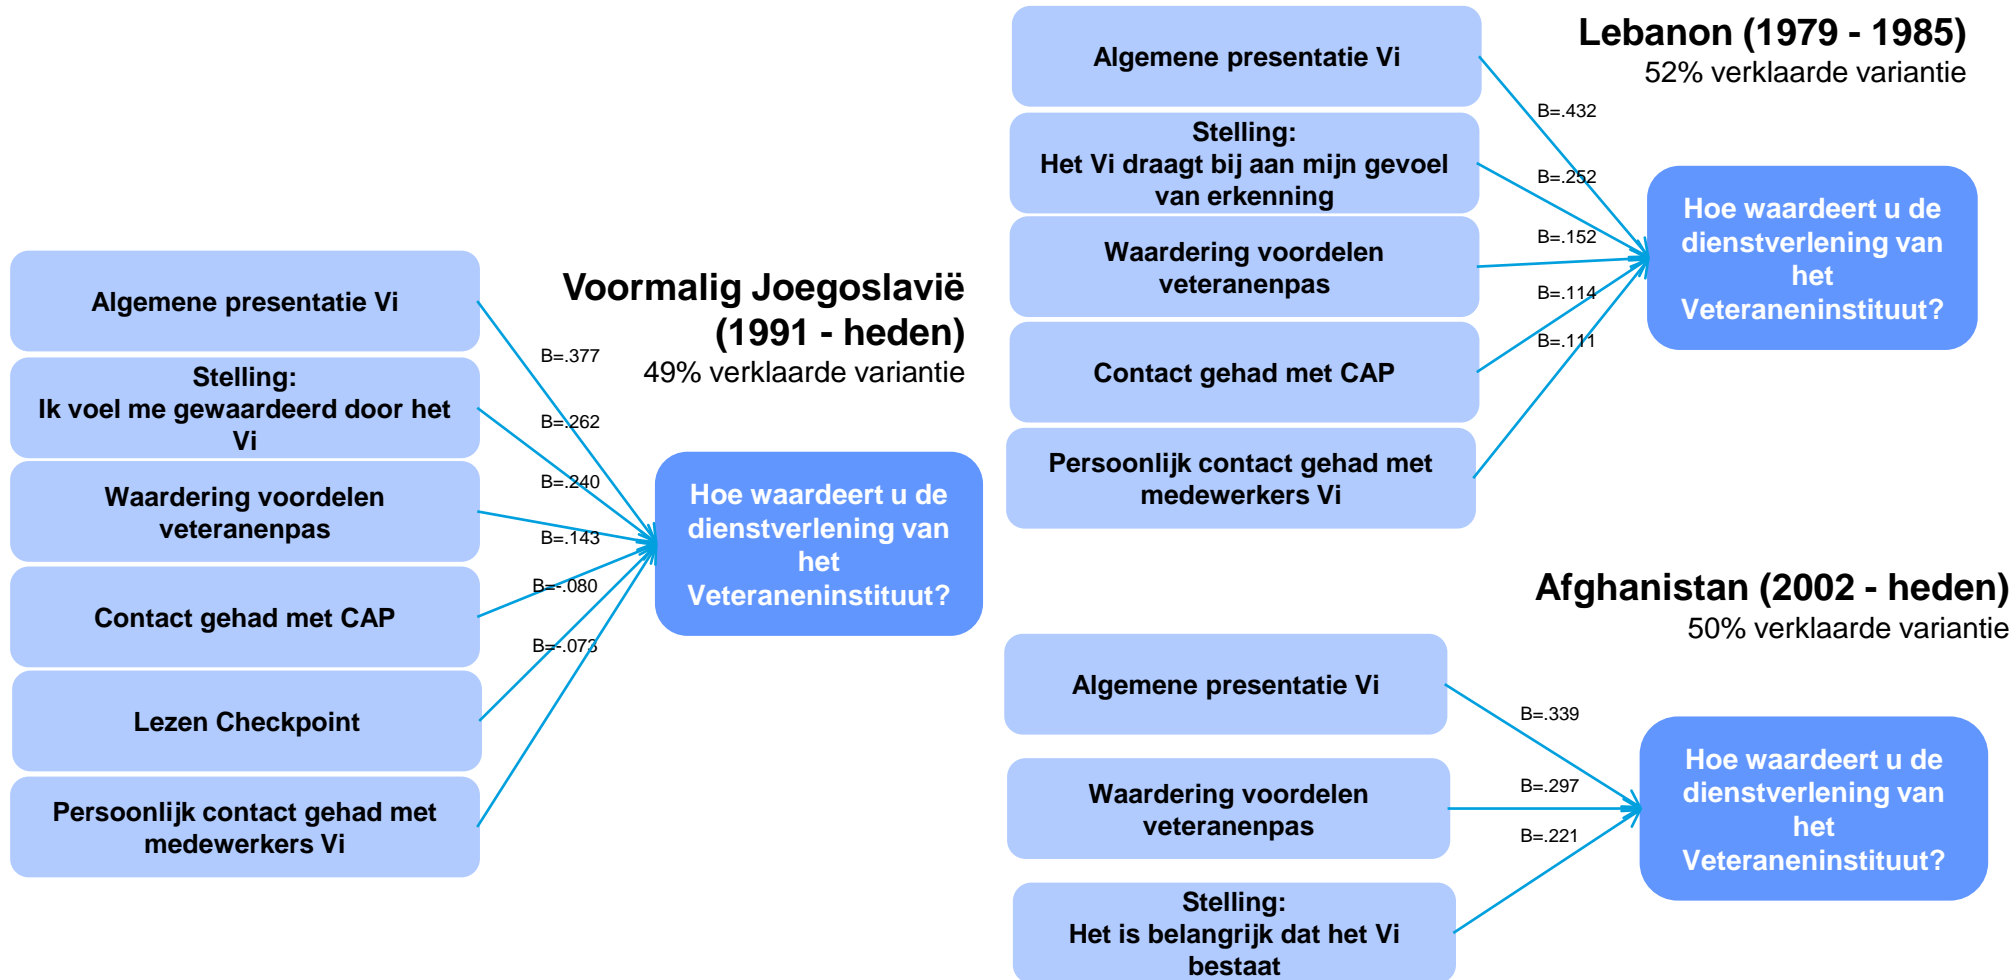 Voormalig Joegoslavië
(1991 - heden)
49% verklaarde variantie
Algemene presentatie Vi
Stelling:
Ik voel me gewaardeerd door het
Vi
Waardering voordelen
veteranenpas
Contact gehad met CAP
Lezen Checkpoint
Persoonlijk contact gehad met
medewerkers Vi
B=.377
B=.262
B=.240
B=.143
B=-.080
B=-.073
Hoe waardeert u de
dienstverlening van
het
Veteraneninstituut?
Lebanon (1979 - 1985)
52% verklaarde variantie
Algemene presentatie Vi
Stelling:
Het Vi draagt bij aan mijn gevoel
van erkenning
Waardering voordelen
veteranenpas
Contact gehad met CAP
Persoonlijk contact gehad met
medewerkers Vi
B=.432
B=.252
B=.152
B=.114
B=.111
Hoe waardeert u de
dienstverlening van
het
Veteraneninstituut?
Afghanistan (2002 - heden)
50% verklaarde variantie
Algemene presentatie Vi
Waardering voordelen
veteranenpas
Stelling:
Het is belangrijk dat het Vi
bestaat
B=.339
B=.297
B=.221
Hoe waardeert u de
dienstverlening van
het
Veteraneninstituut?